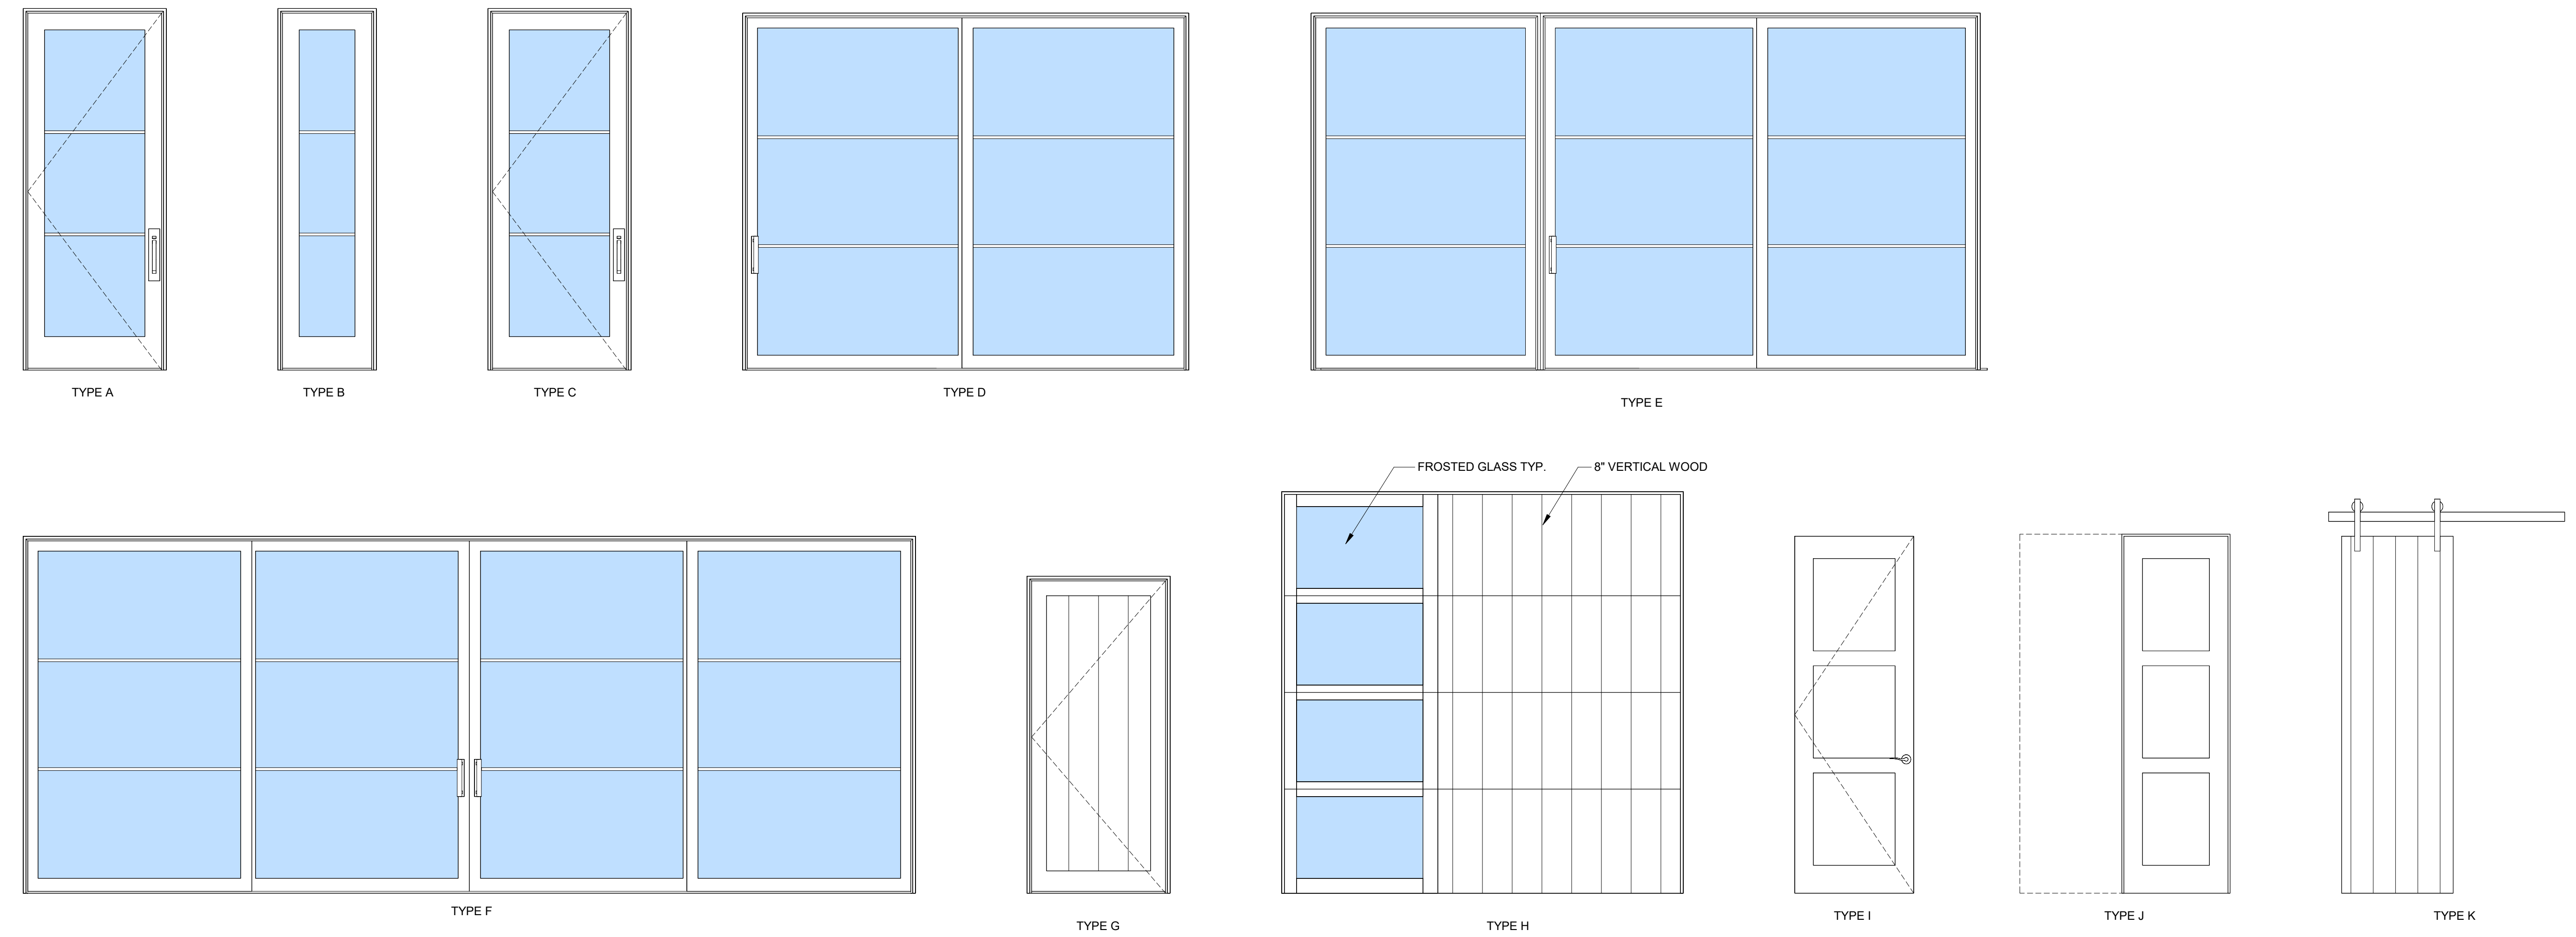 TYPE A
TYPE B
TYPE C
TYPE D
TYPE E
FROSTED GLASS TYP.
8" VERTICAL WOOD
TYPE F
TYPE G
TYPE H
TYPE I
TYPE J
TYPE K